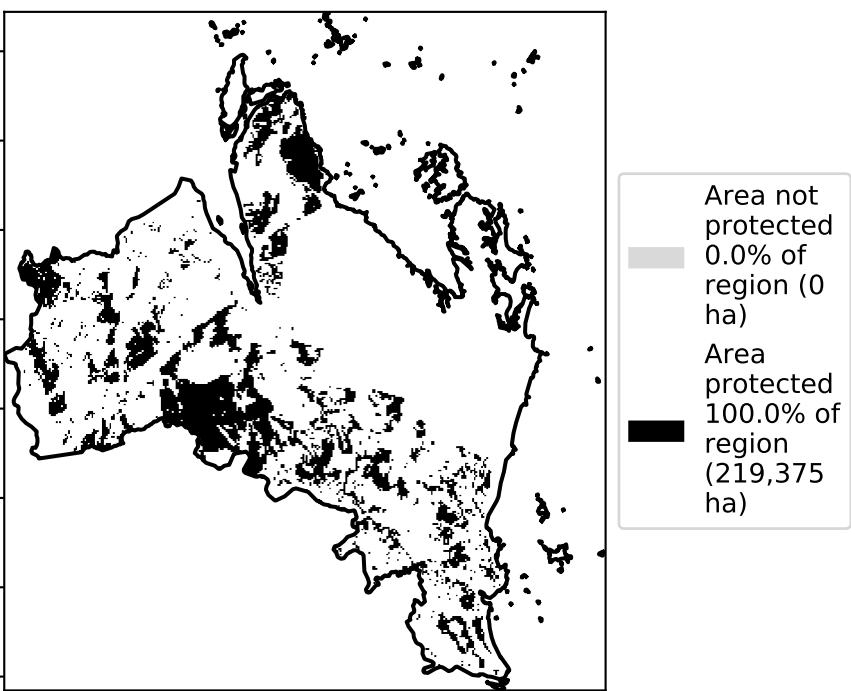 Area not
protected
0.0% of
region (0
ha)
Area
protected
100.0% of
region
(219,375
ha)